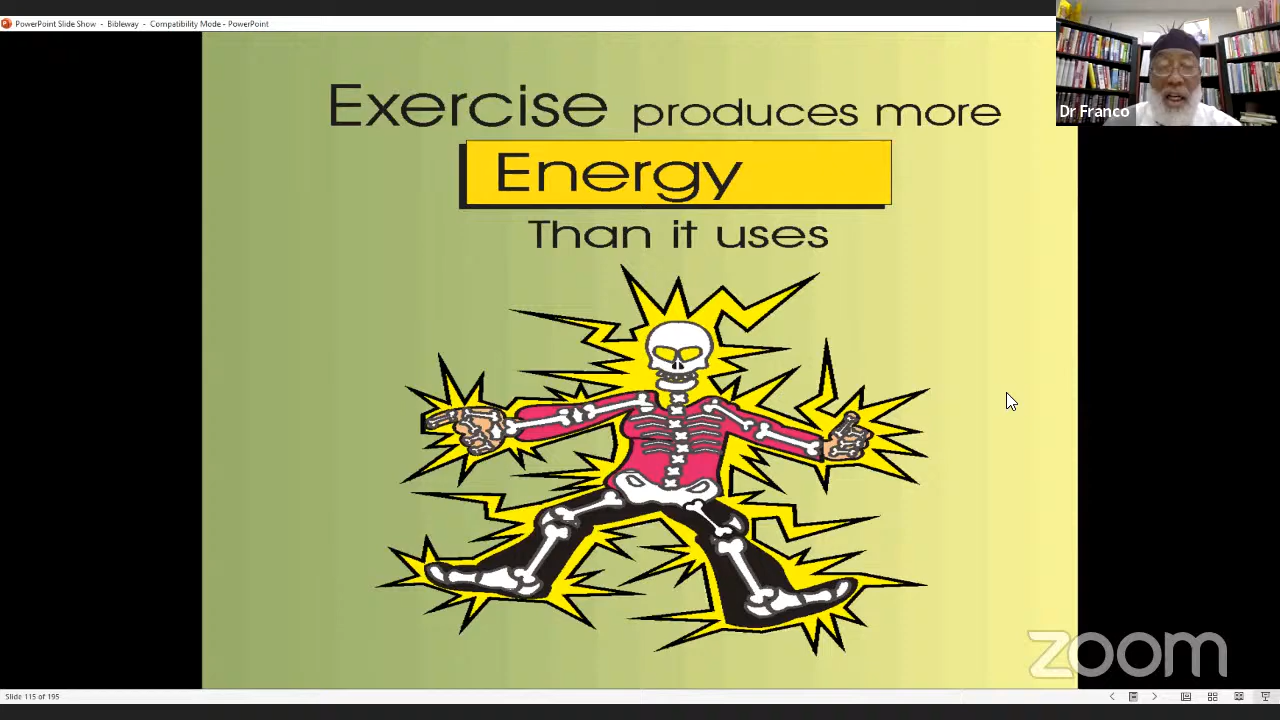 PowerPoint Slide Show - Bibleway - Compatibility Mode - PowerPoint
Dr Franco
Exercise produces more
Energy
Than it uses
zoom
Slide 115 of 195